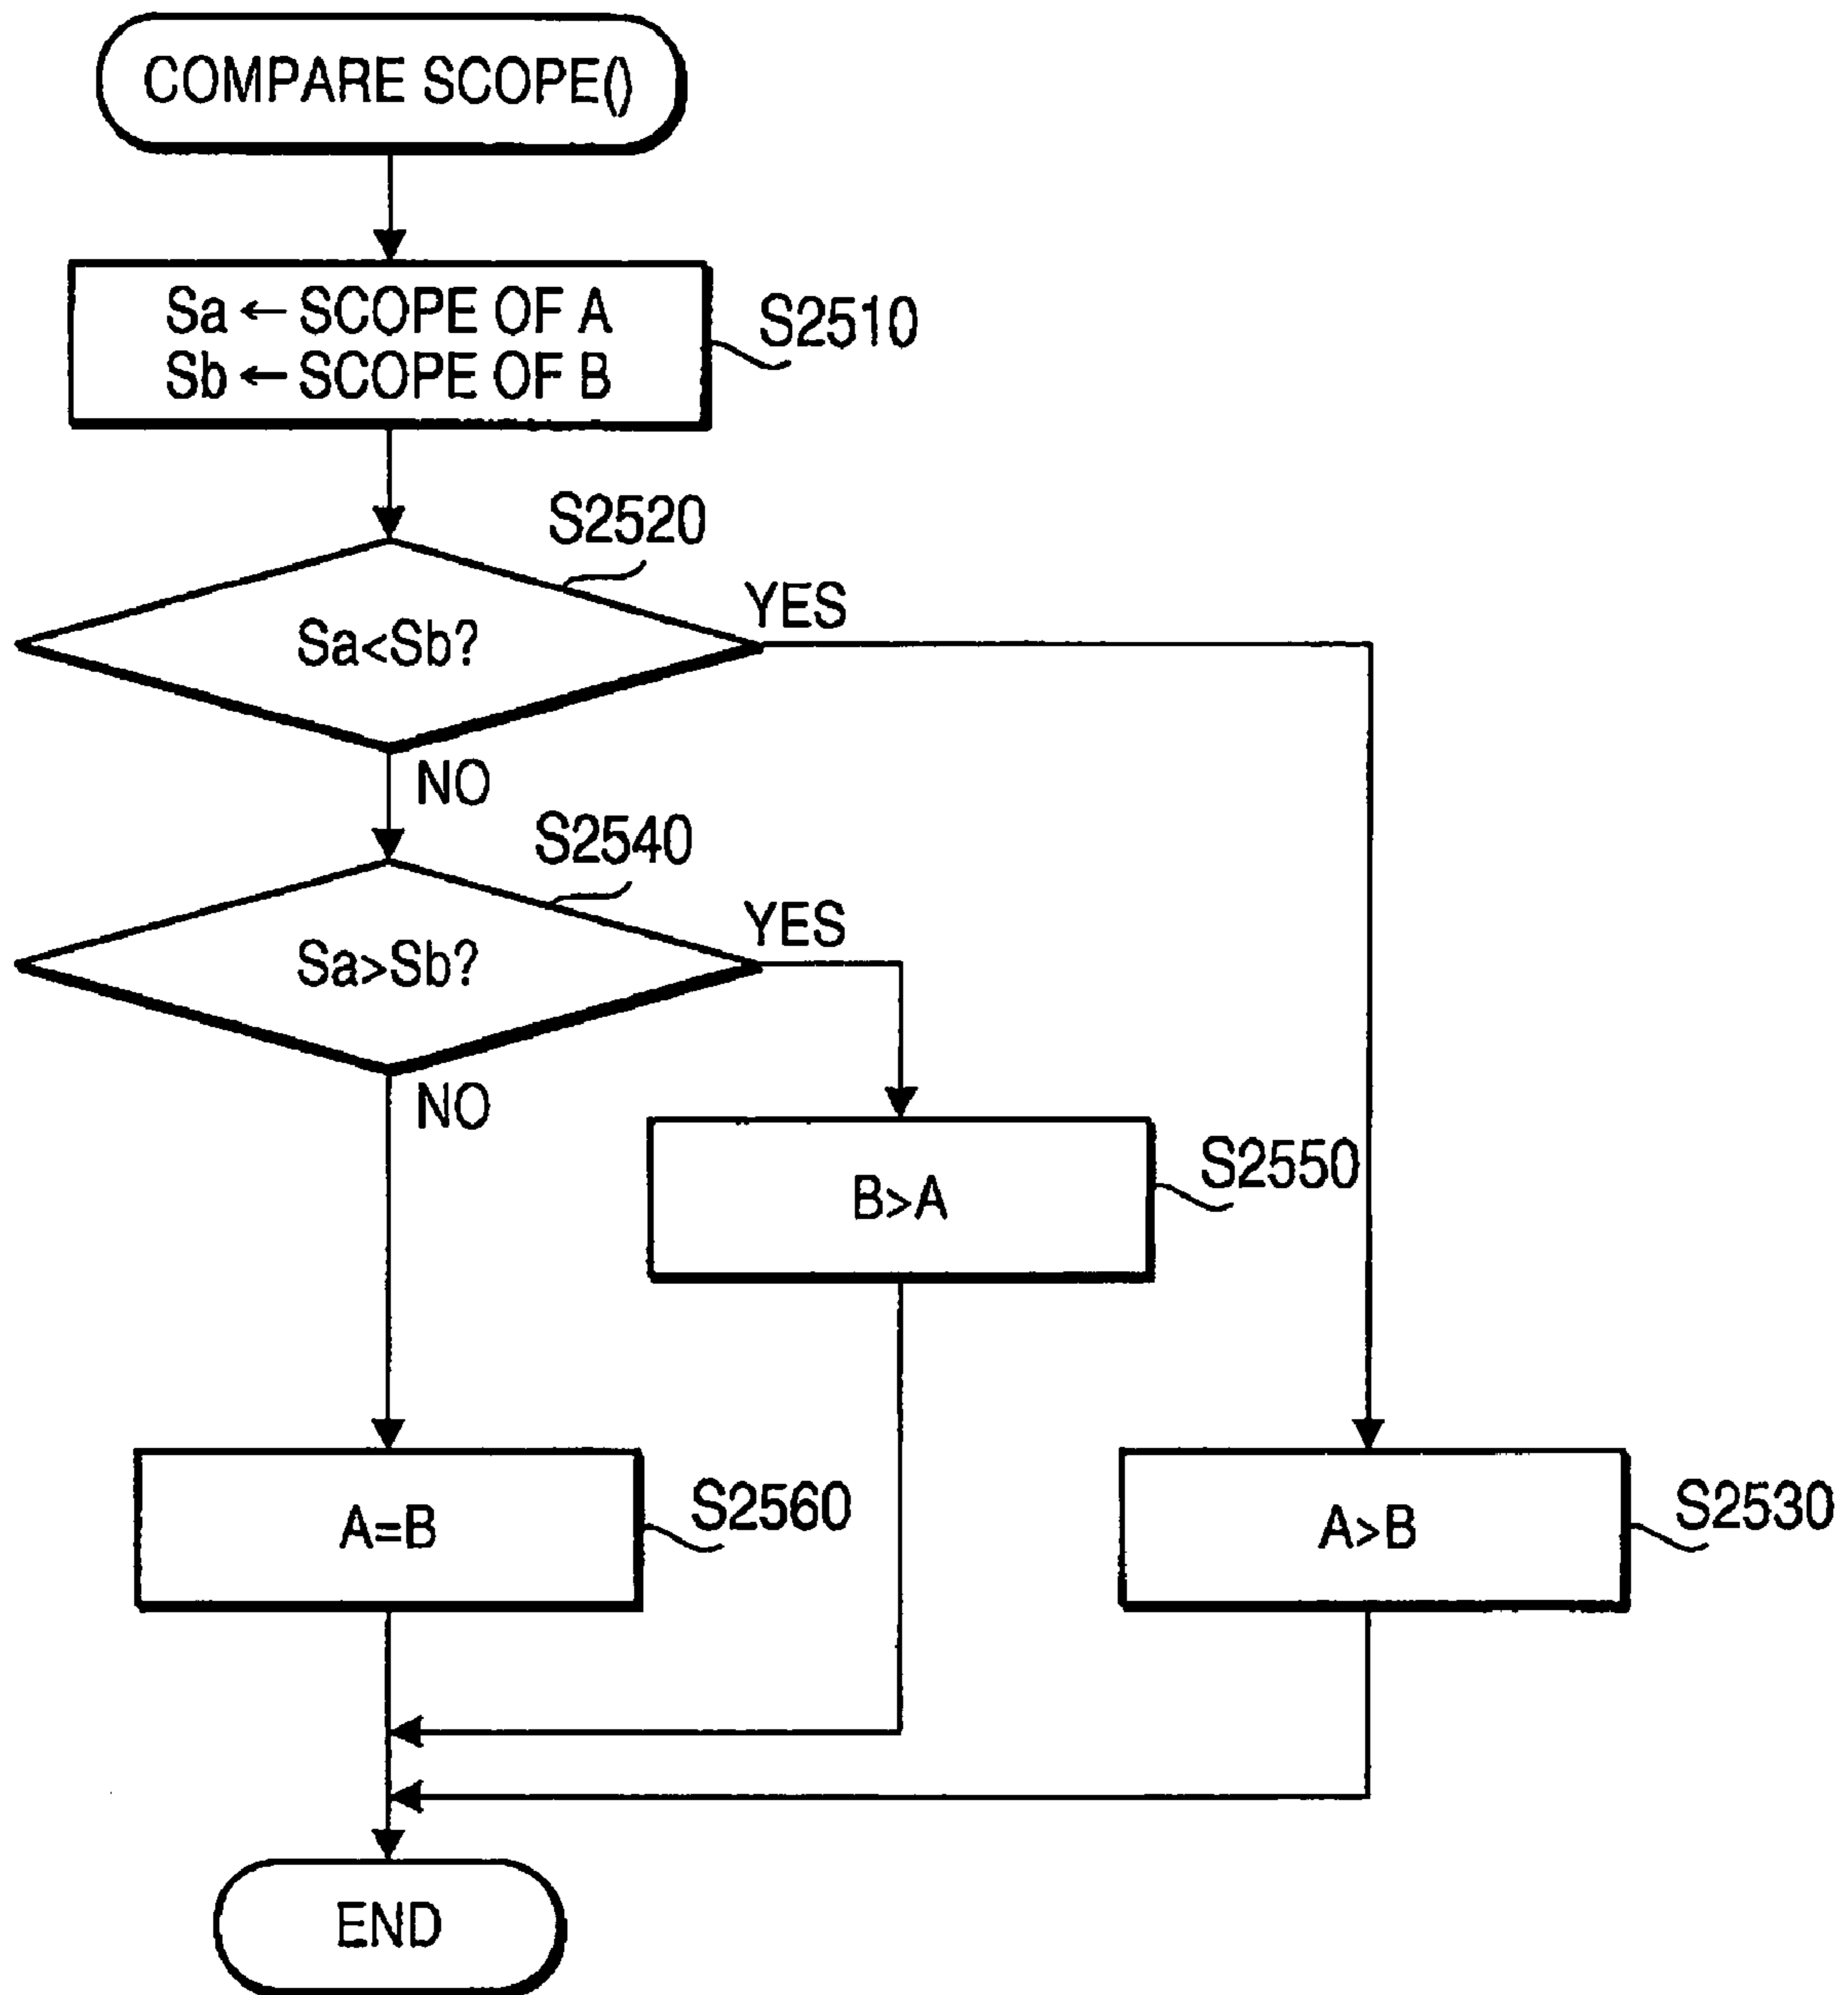 COMPARE SCOPE()
Sa ← SCOPE OF A
Sb ← SCOPE OF B
S2510
S2520
Sa<Sb?
YES
NO
S2540
Sa>Sb?
YES
NO
B>A
S2550
A=B
S2560
A>B
S2530
END